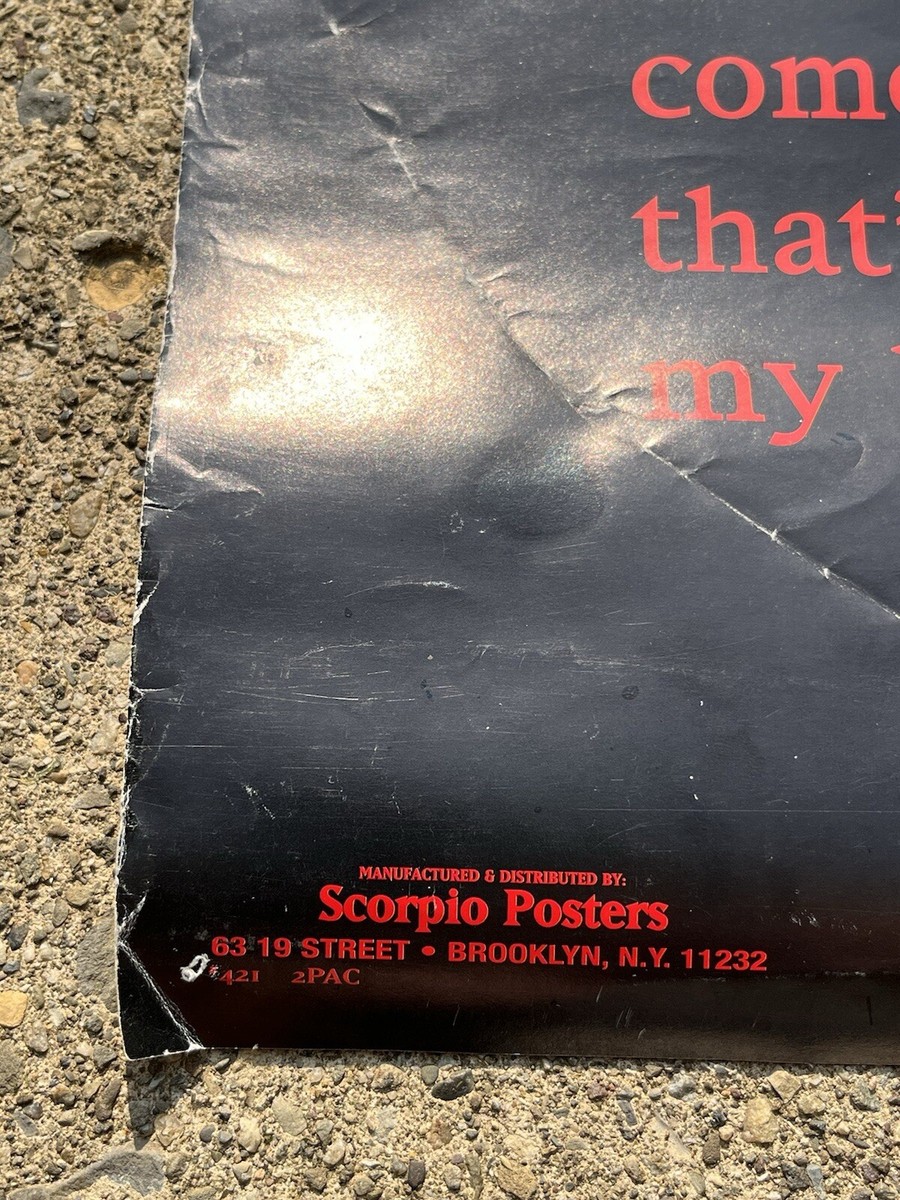 com
that'
my
MANUFACTURED & DISTRIBUTED BY:
Scorpio Posters
63 19 STREET • BROOKLYN, N.Y. 11232
#421 2PAC